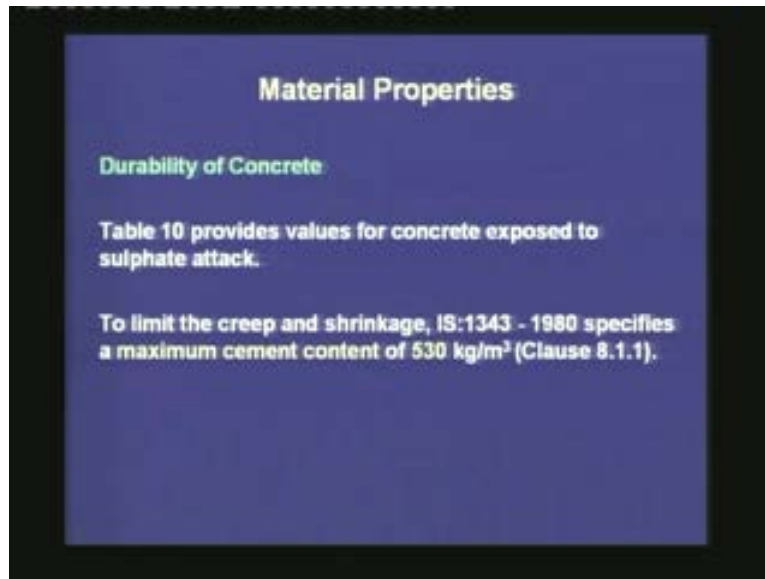 Material Properties
Durability of Concrete
Table 10 provides values for concrete exposed to
sulphate attack.
To limit the creep and shrinkage, IS:1343 - 1980 specifies
a maximum cement content of 530 kg/m³ (Clause 8.1.1).